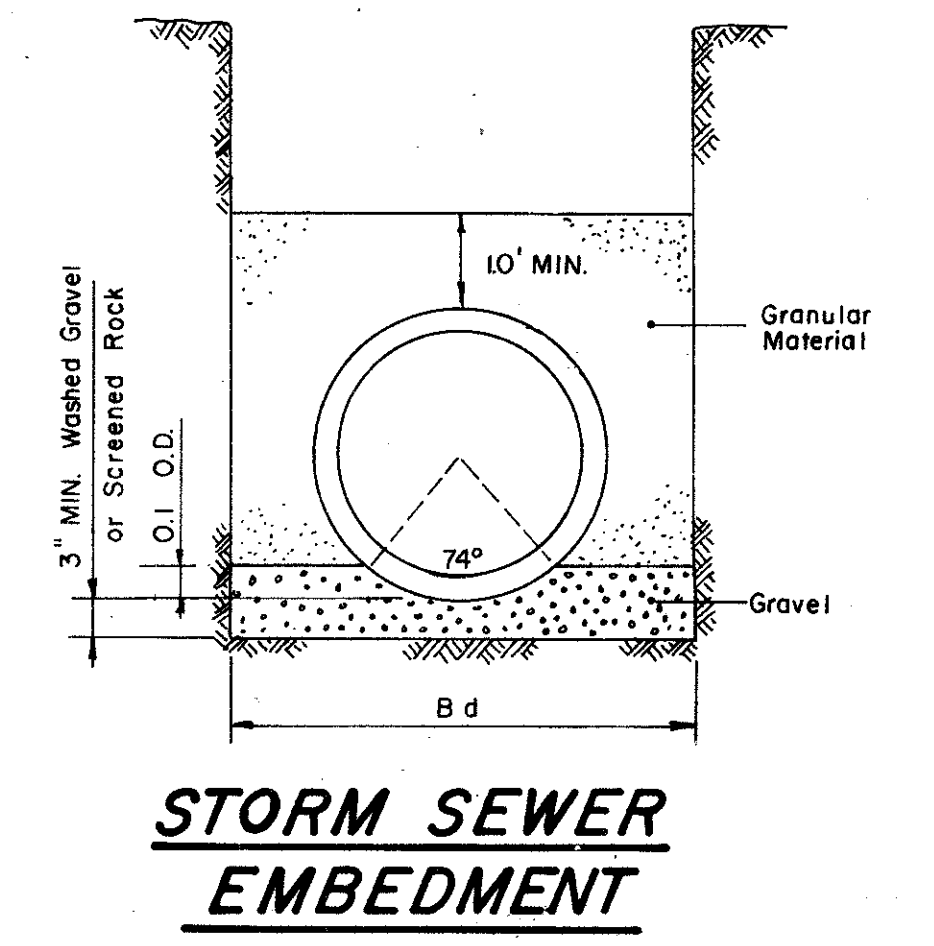 1.0' MIN.
Granular
Material
3" MIN. Washed Gravel
or Screened Rock
0.1 O.D.
74°
Gravel
Bd
STORM SEWER
EMBEDMENT